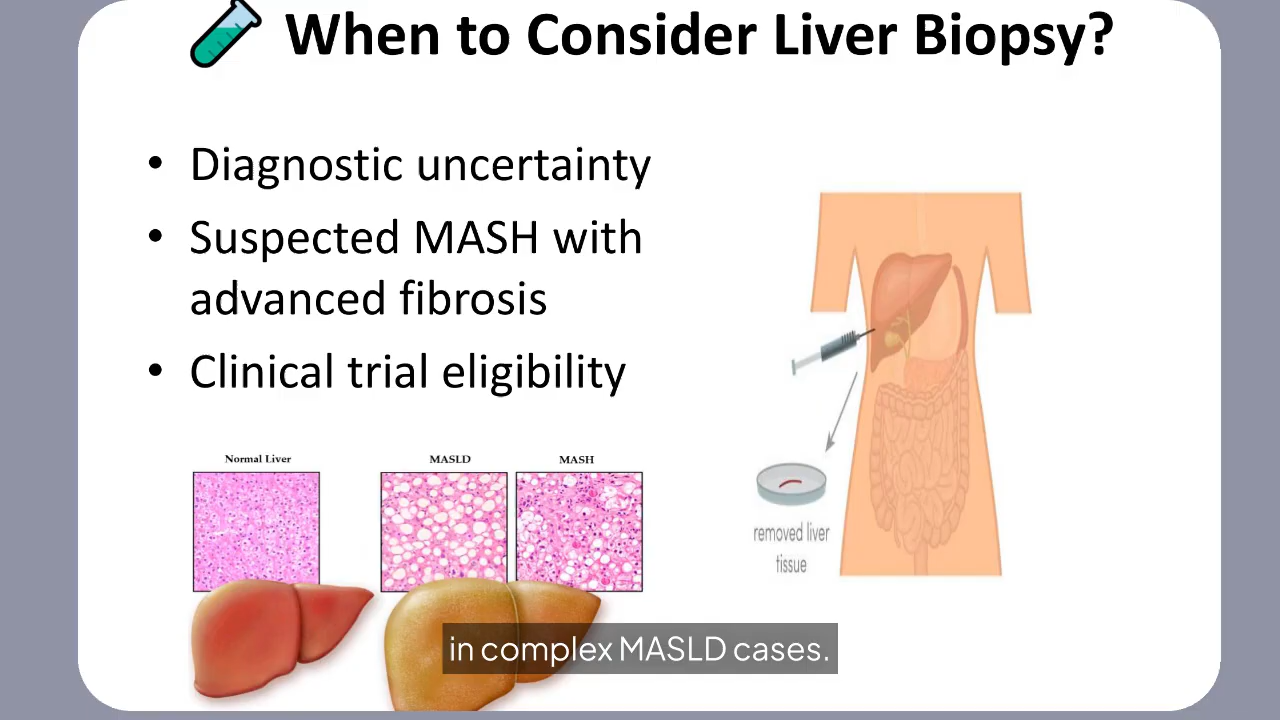 When to Consider Liver Biopsy?
• Diagnostic uncertainty
• Suspected MASH with
advanced fibrosis
• Clinical trial eligibility
Normal Liver
MASLD
MASH
removed liver
tissue
in complex MASLD cases.